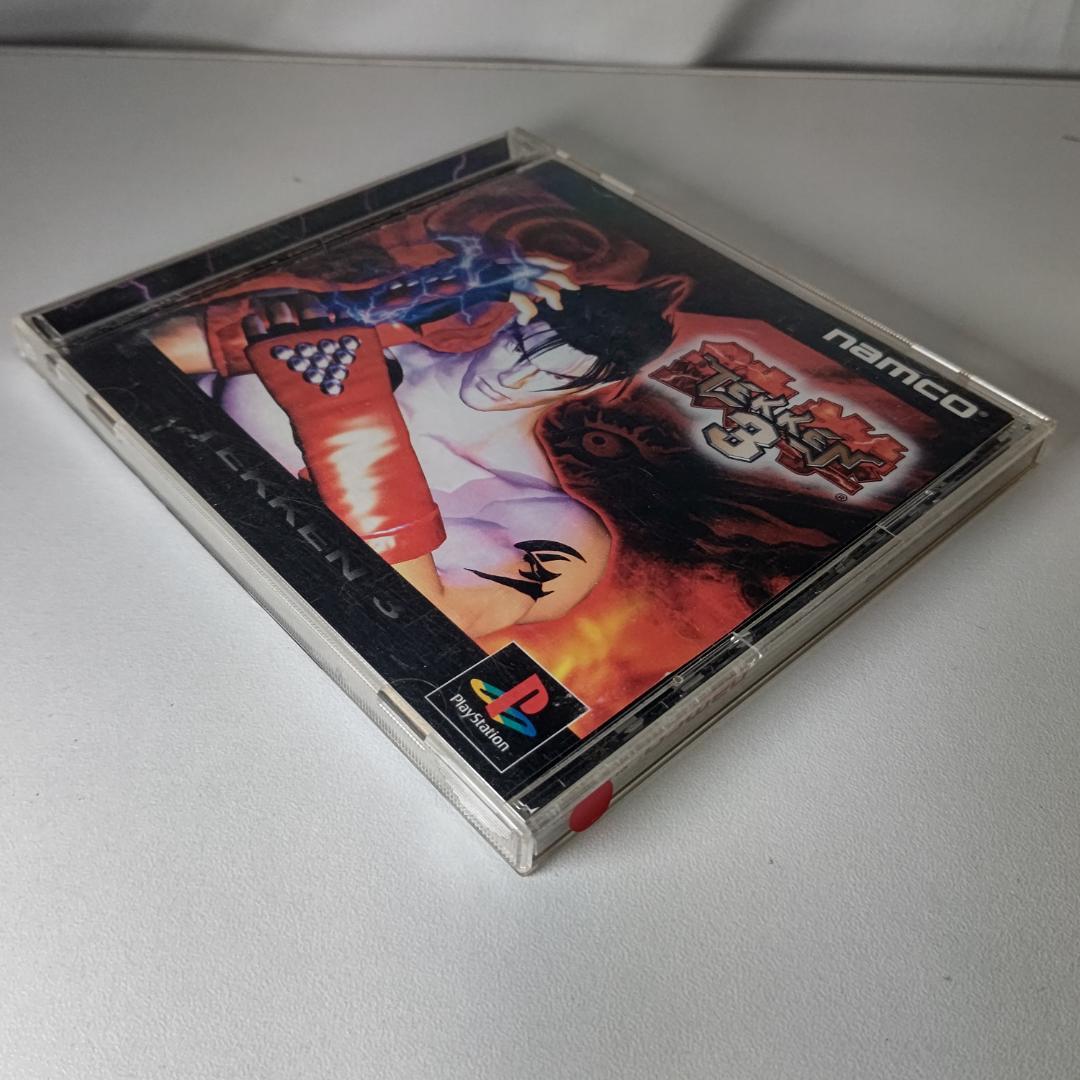 namco®
TEKKEN
3
®
TEKKEN 3
PlayStation